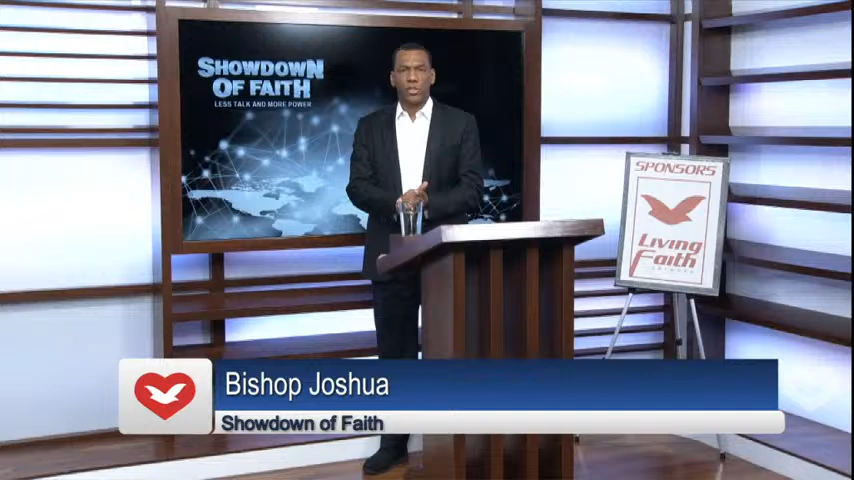 SHOWDOWN
OF FAITH
LESS TALK AND MORE POWER
SPONSORS
Living
Faith
Bishop Joshua
Showdown of Faith